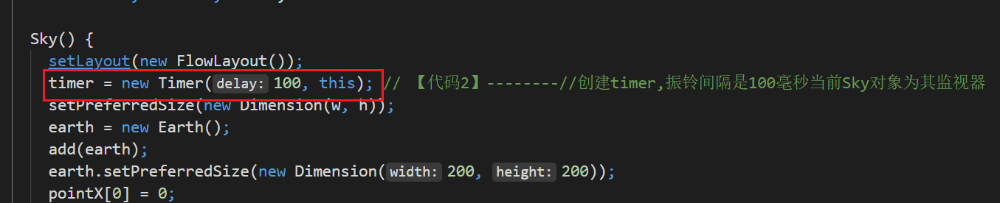 Sky() {
setLayout(new FlowLayout());
timer = new Timer(delay: 100, this); // 【代码2】--------//创建timer,振铃间隔是100毫秒当前Sky对象为其监视器
setPreferredSize(new Dimension(w, h));
earth = new Earth();
add(earth);
earth.setPreferredSize(new Dimension(width: 200, height: 200));
pointX[0] = 0;